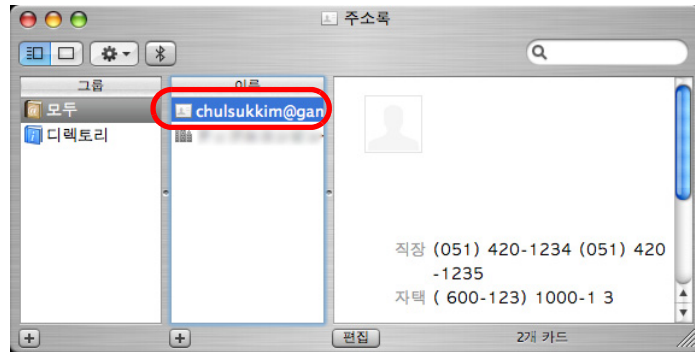 주소록
그룹
이름
모두
chulsukkim@gan
디렉토리
직장 (051) 420-1234 (051) 420
-1235
자택 ( 600-123) 1000-1 3
편집
2개 카드